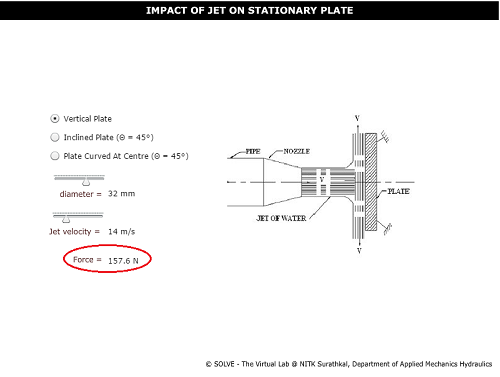 IMPACT OF JET ON STATIONARY PLATE
Vertical Plate
Inclined Plate (Θ = 45°)
Plate Curved At Centre (Θ = 45°)
diameter = 32 mm
Jet velocity = 14 m/s
Force = 157.6 N
V
PIPE
NOZZLE
V
PLATE
JET OF WATER
V
© SOLVE - The Virtual Lab @ NITK Surathkal, Department of Applied Mechanics Hydraulics